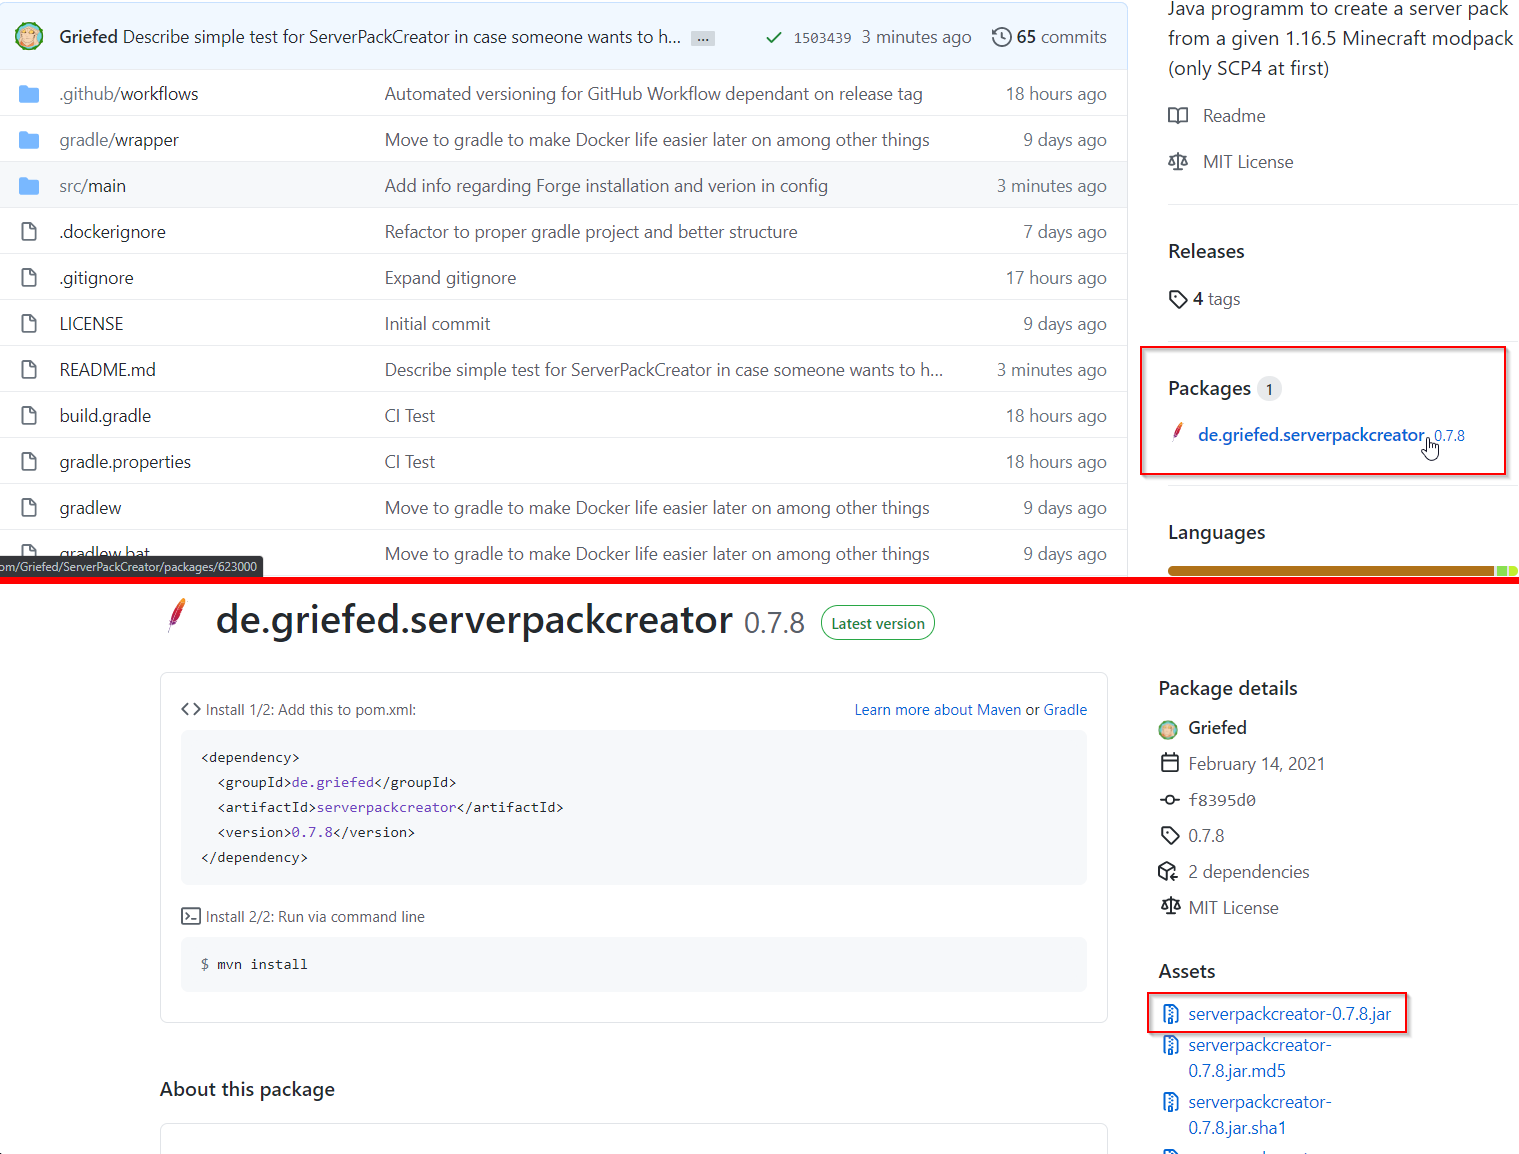 Griefed Describe simple test for ServerPackCreator in case someone wants to h... ... 1503439 3 minutes ago 65 commits
.github/workflows Automated versioning for GitHub Workflow dependant on release tag 18 hours ago
gradle/wrapper Move to gradle to make Docker life easier later on among other things 9 days ago
src/main Add info regarding Forge installation and verion in config 3 minutes ago
.dockerignore Refactor to proper gradle project and better structure 7 days ago
.gitignore Expand gitignore 17 hours ago
LICENSE Initial commit 9 days ago
README.md Describe simple test for ServerPackCreator in case someone wants to h... 3 minutes ago
build.gradle CI Test 18 hours ago
gradle.properties CI Test 18 hours ago
gradlew Move to gradle to make Docker life easier later on among other things 9 days ago
gradlew.bat Move to gradle to make Docker life easier later on among other things 9 days ago
om/Griefed/ServerPackCreator/packages/623000
Java programm to create a server pack
from a given 1.16.5 Minecraft modpack
(only SCP4 at first)
Readme
MIT License
Releases
4 tags
Packages 1
de.griefed.serverpackcreator 0.7.8
Languages
de.griefed.serverpackcreator 0.7.8 Latest version
Install 1/2: Add this to pom.xml: Learn more about Maven or Gradle
<dependency>
<groupId>de.griefed</groupId>
<artifactId>serverpackcreator</artifactId>
<version>0.7.8</version>
</dependency>
Install 2/2: Run via command line
$ mvn install
About this package
Package details
Griefed
February 14, 2021
f8395d0
0.7.8
2 dependencies
MIT License
Assets
serverpackcreator-0.7.8.jar
serverpackcreator-
0.7.8.jar.md5
serverpackcreator-
0.7.8.jar.sha1